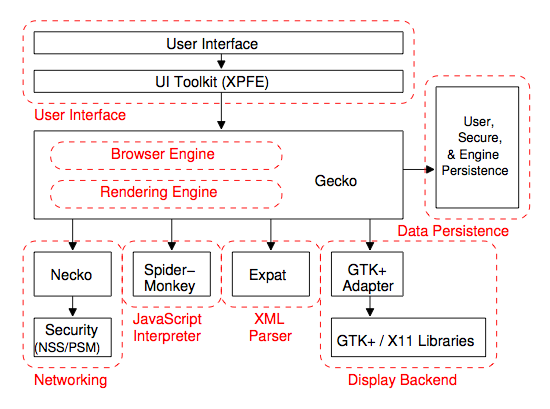 User Interface
UI Toolkit (XPFE)
User Interface
Browser Engine
Rendering Engine
Gecko
User,
Secure,
& Engine
Persistence
Data Persistence
Necko
Spider–
Monkey
Expat
GTK+
Adapter
Security
(NSS/PSM)
JavaScript
Interpreter
XML
Parser
GTK+ / X11 Libraries
Networking
Display Backend